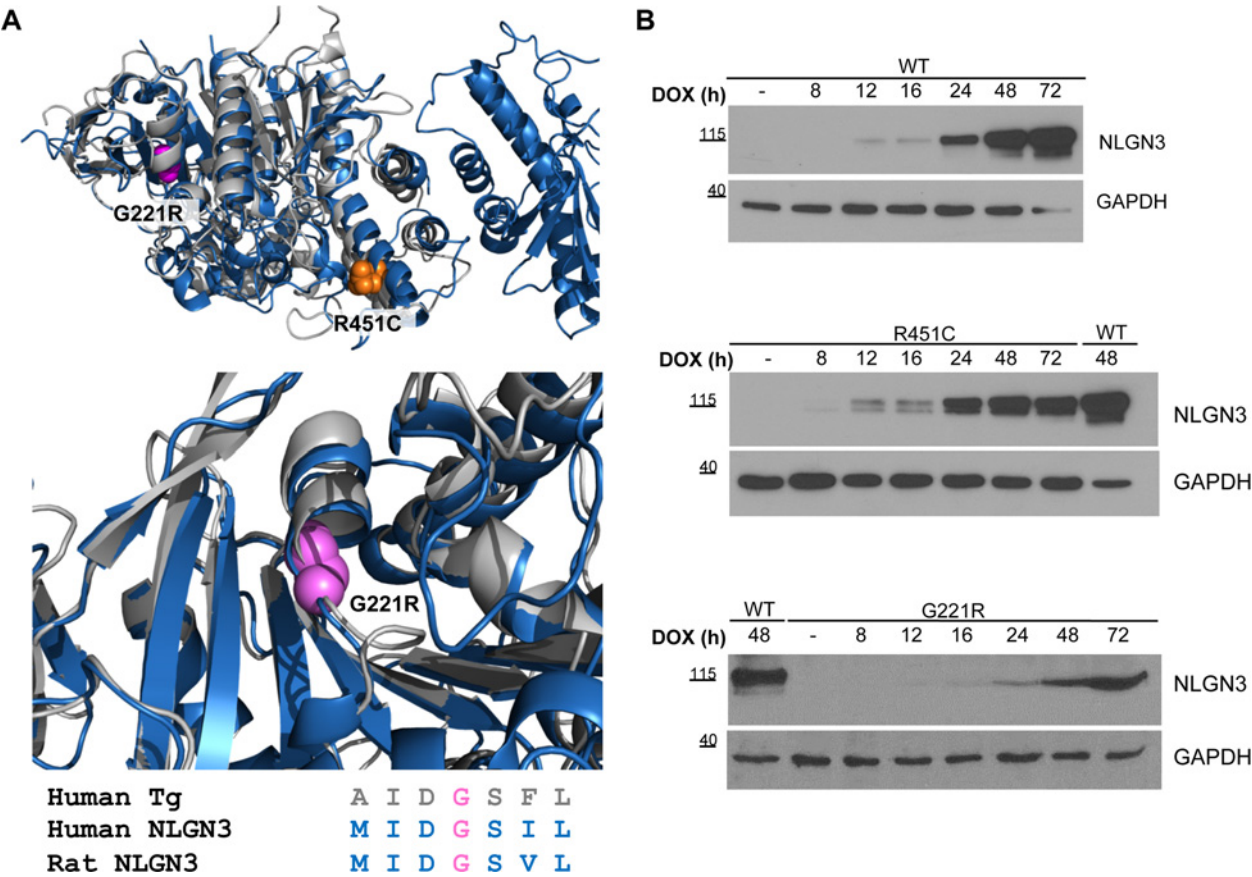 A
G221R
R451C
G221R
Human Tg A I D G S F L
Human NLGN3 M I D G S I L
Rat NLGN3 M I D G S V L
B
WT
DOX (h) - 8 12 16 24 48 72
115 NLGN3
40 GAPDH
R451C WT
DOX (h) - 8 12 16 24 48 72 48
115 NLGN3
40 GAPDH
WT G221R
DOX (h) 48 - 8 12 16 24 48 72
115 NLGN3
40 GAPDH